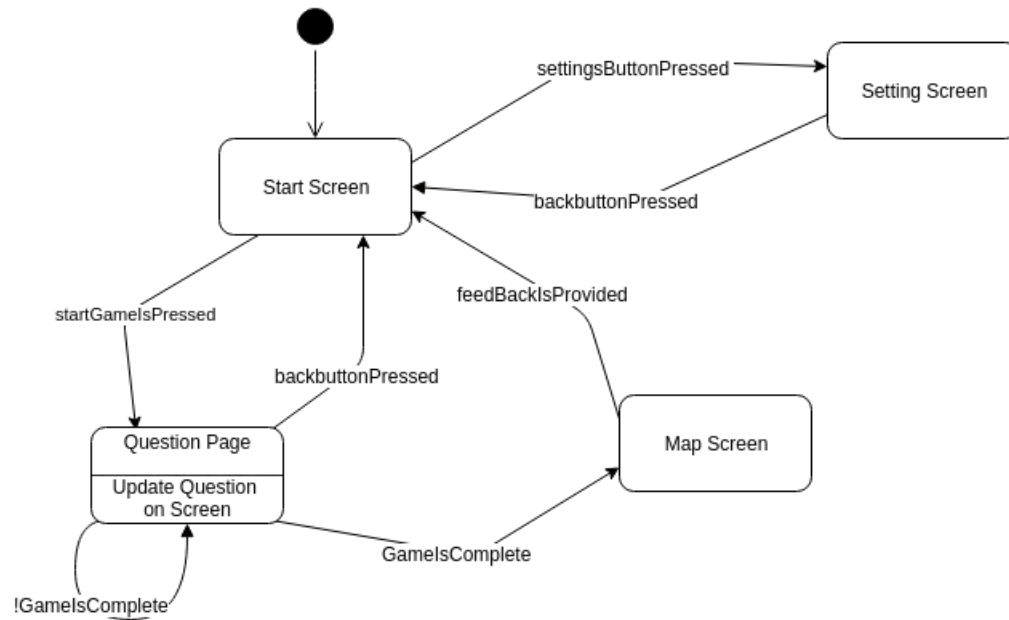 settingsButtonPressed
Setting Screen
Start Screen
backbuttonPressed
feedBackIsProvided
startGameIsPressed
backbuttonPressed
Question Page
Map Screen
Update Question
on Screen
GameIsComplete
!GameIsComplete